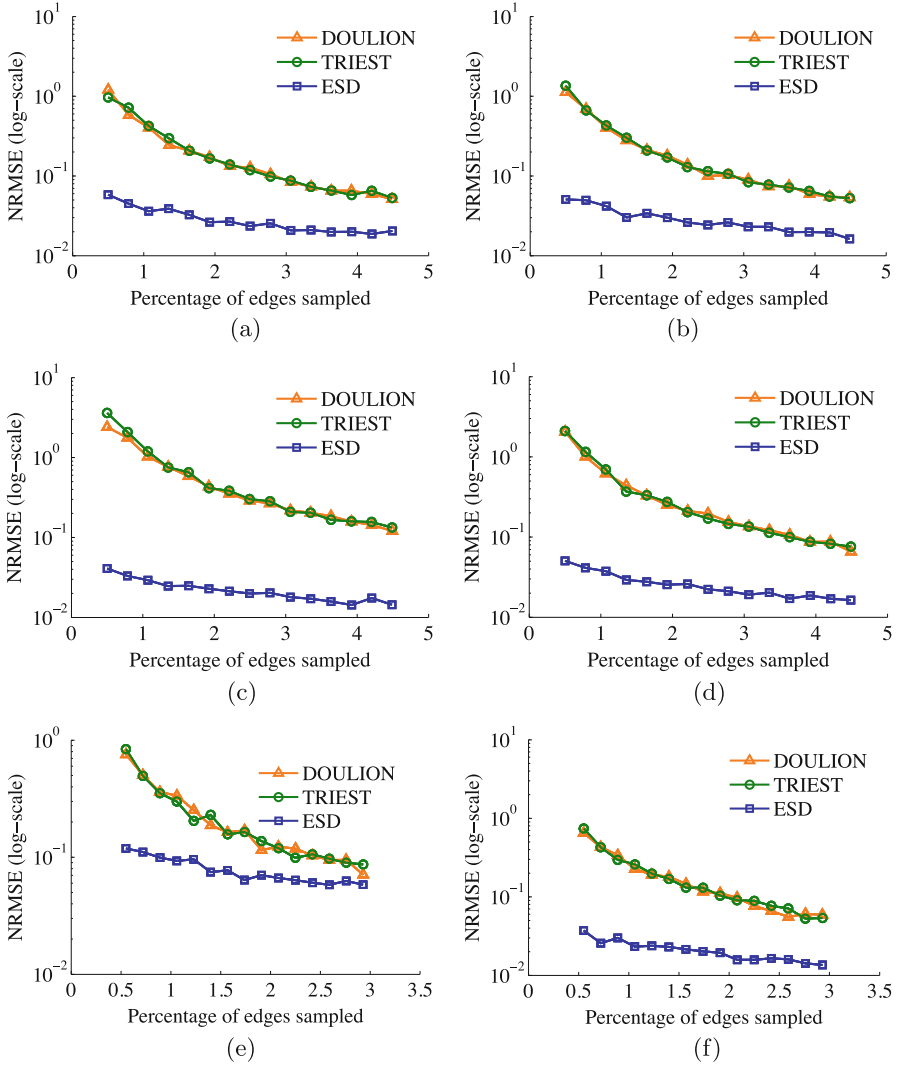 NRMSE (log−scale)
10^1
10^0
10^−1
10^−2
DOULION
TRIEST
ESD
0 1 2 3 4 5
Percentage of edges sampled
(a)
NRMSE (log−scale)
10^1
10^0
10^−1
10^−2
DOULION
TRIEST
ESD
0 1 2 3 4 5
Percentage of edges sampled
(b)
NRMSE (log−scale)
10^1
10^0
10^−1
10^−2
DOULION
TRIEST
ESD
0 1 2 3 4 5
Percentage of edges sampled
(c)
NRMSE (log−scale)
10^1
10^0
10^−1
10^−2
DOULION
TRIEST
ESD
0 1 2 3 4 5
Percentage of edges sampled
(d)
NRMSE (log−scale)
10^0
10^−1
10^−2
DOULION
TRIEST
ESD
0 0.5 1 1.5 2 2.5 3 3.5
Percentage of edges sampled
(e)
NRMSE (log−scale)
10^1
10^0
10^−1
10^−2
DOULION
TRIEST
ESD
0 0.5 1 1.5 2 2.5 3 3.5
Percentage of edges sampled
(f)